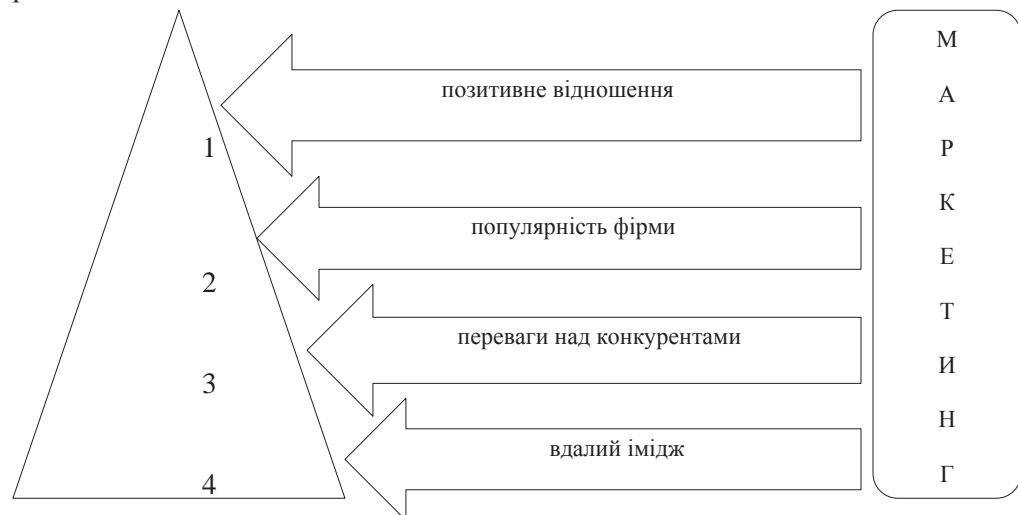 позитивне відношення
1
популярність фірми
2
переваги над конкурентами
3
вдалий імідж
4
М
А
Р
К
Е
Т
И
Н
Г